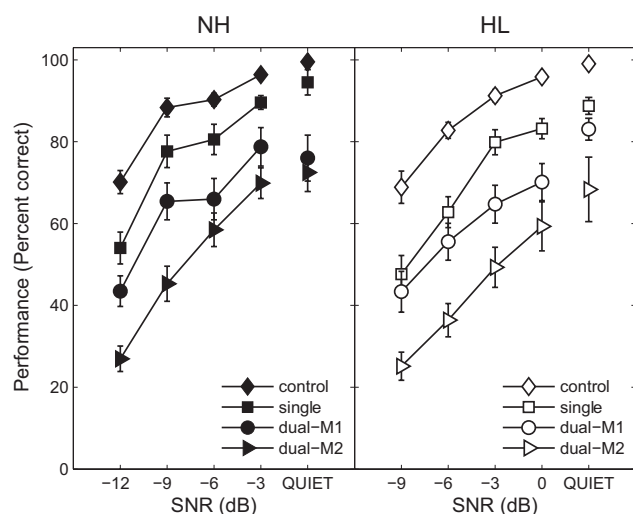 NH
HL
Performance (Percent correct)
100
80
60
40
20
0
control
single
dual−M1
dual−M2
control
single
dual−M1
dual−M2
−12 −9 −6 −3 QUIET
−9 −6 −3 0 QUIET
SNR (dB)
SNR (dB)